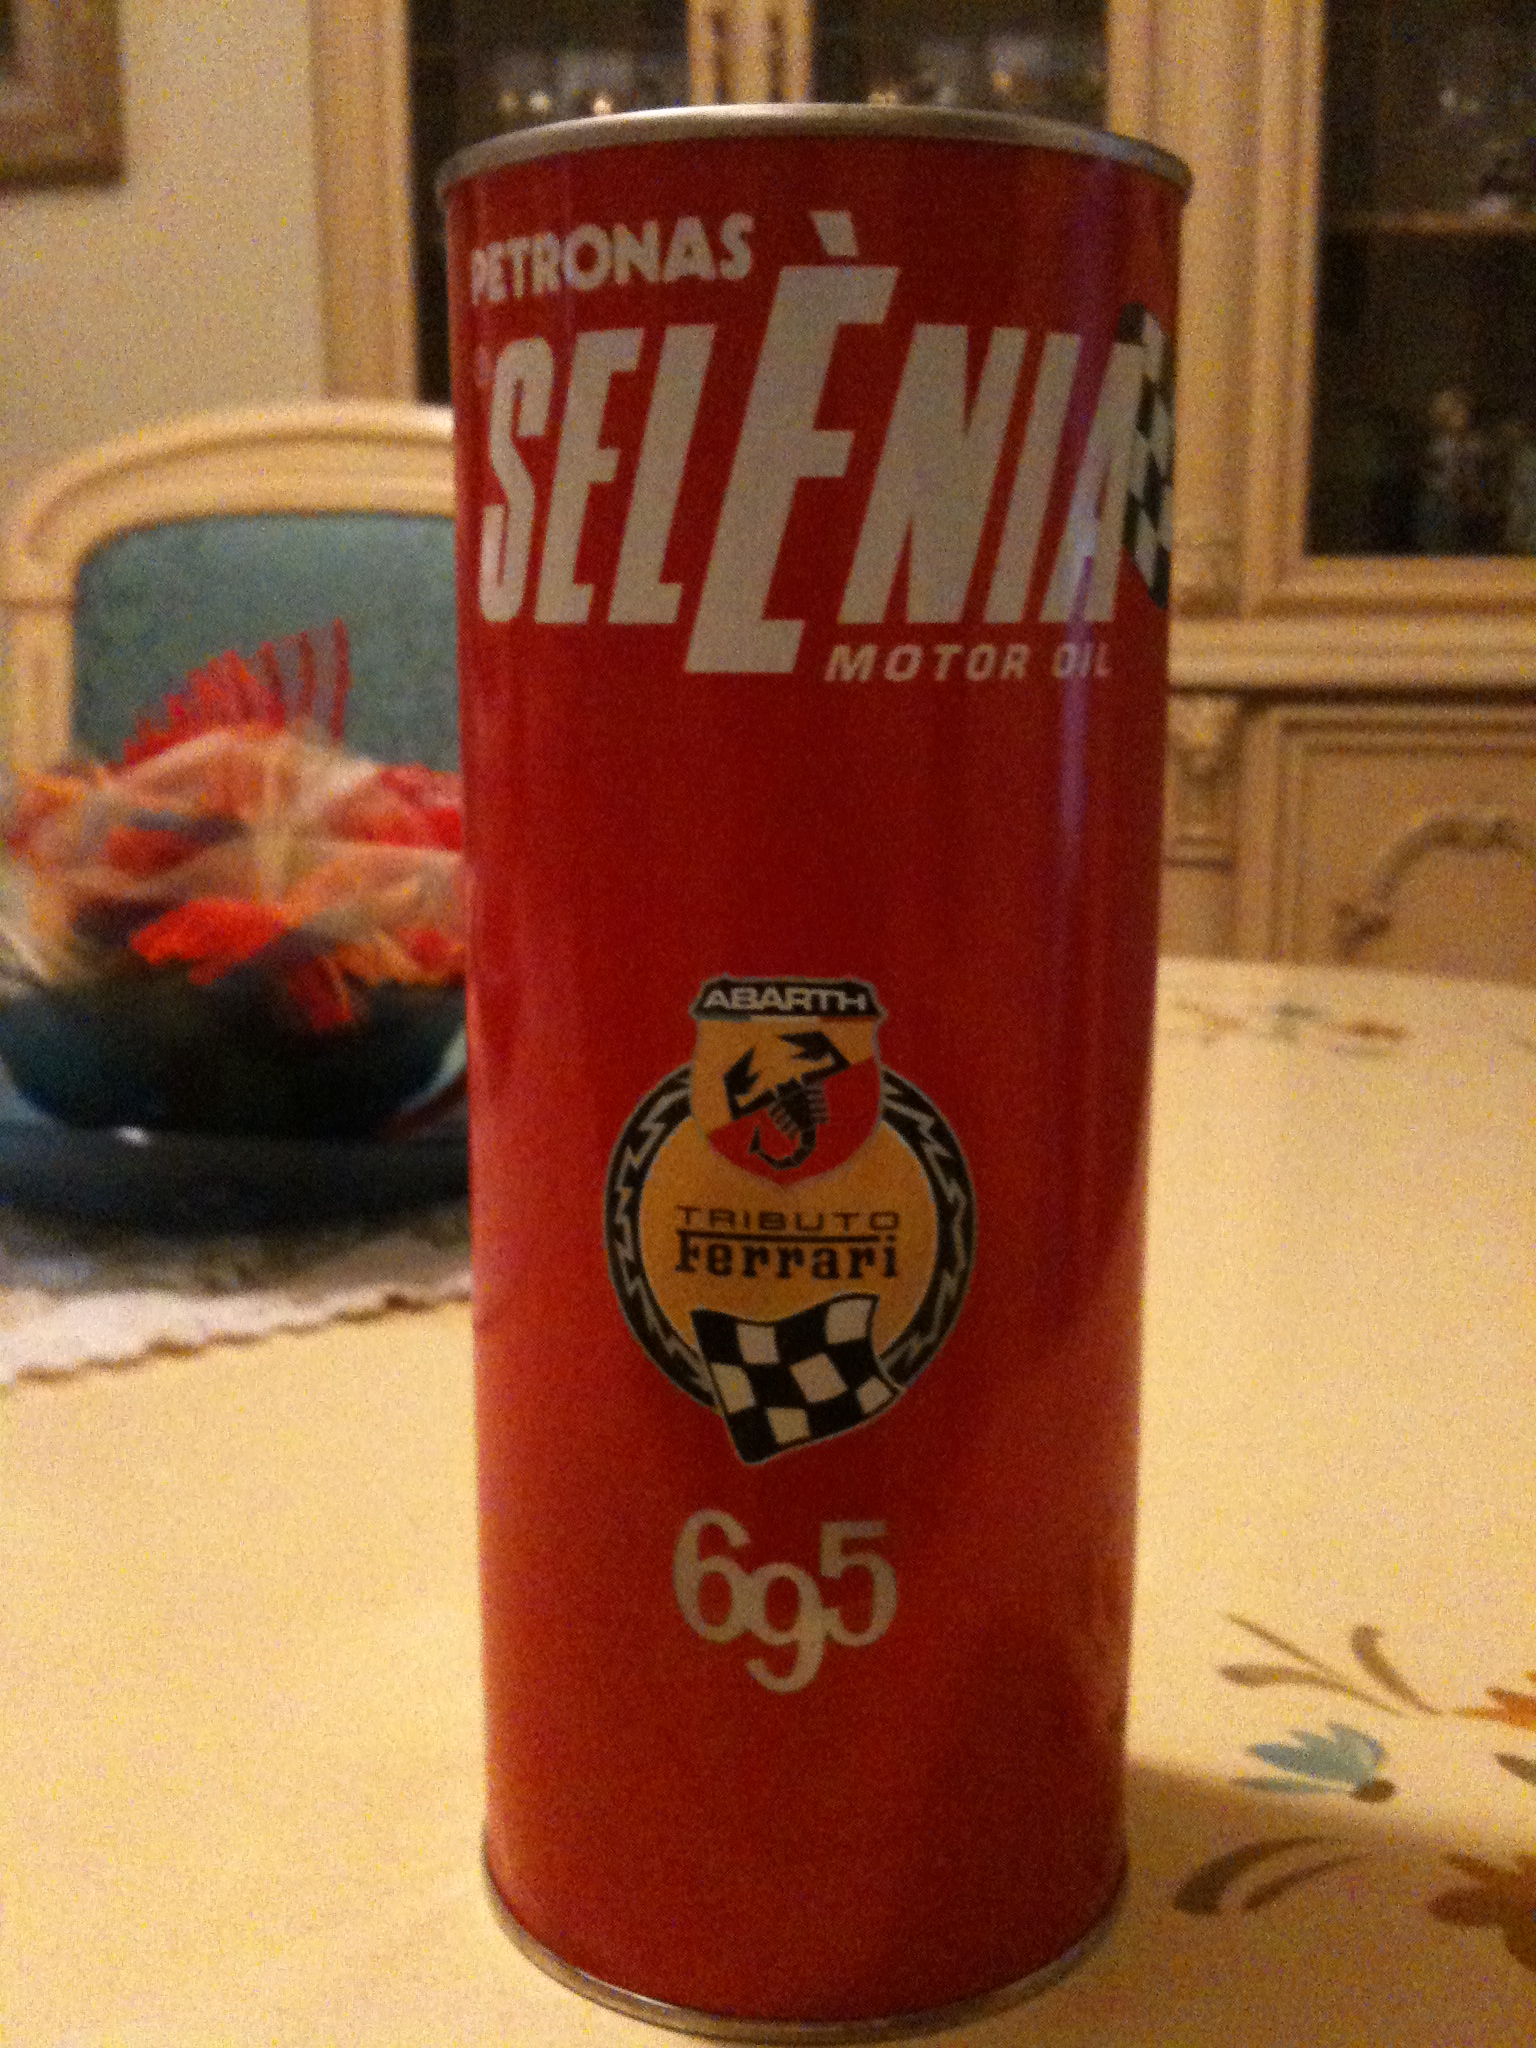 PETRONAS
SELÈNIA
MOTOR OIL
ABARTH
TRIBUTO
Ferrari
695